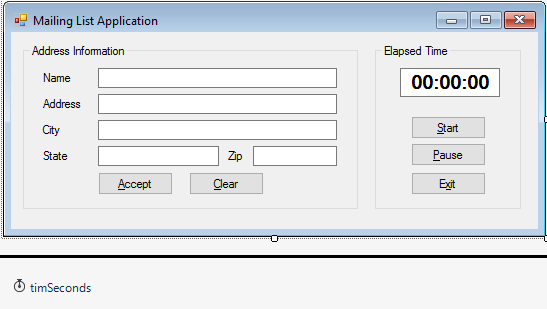 Mailing List Application
Address Information
Name
Address
City
State Zip
Accept Clear
Elapsed Time
00:00:00
Start
Pause
Exit
timSeconds